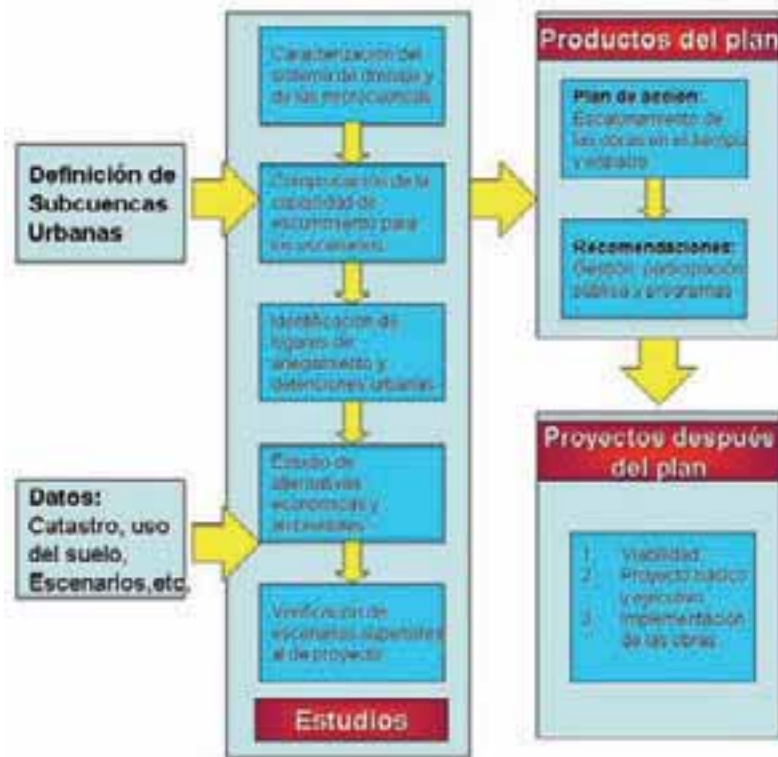 Definición de
Subcuencas
Urbanas
Datos:
Catastro, uso
del suelo,
Escenarios,etc.
Caracterización del
sistema de drenaje y
de las microcuencas
Comprobación de la
capacidad de
escurrimiento para
los escenarios
Identificación de
lugares de
anegamiento y
detenciones urbanas
Estudio de
alternativas
económicas y
ambientales
Verificación de
escenarios superiores
al de proyecto
Estudios
Productos del plan
Plan de acción:
Escalonamiento de
las obras en el tiempo
y espacio
Recomendaciones:
Gestión, participación
pública y programas
Proyectos después
del plan
1 Viabilidad
2 Proyecto básico
y ejecutivo
3 Implementación
de las obras